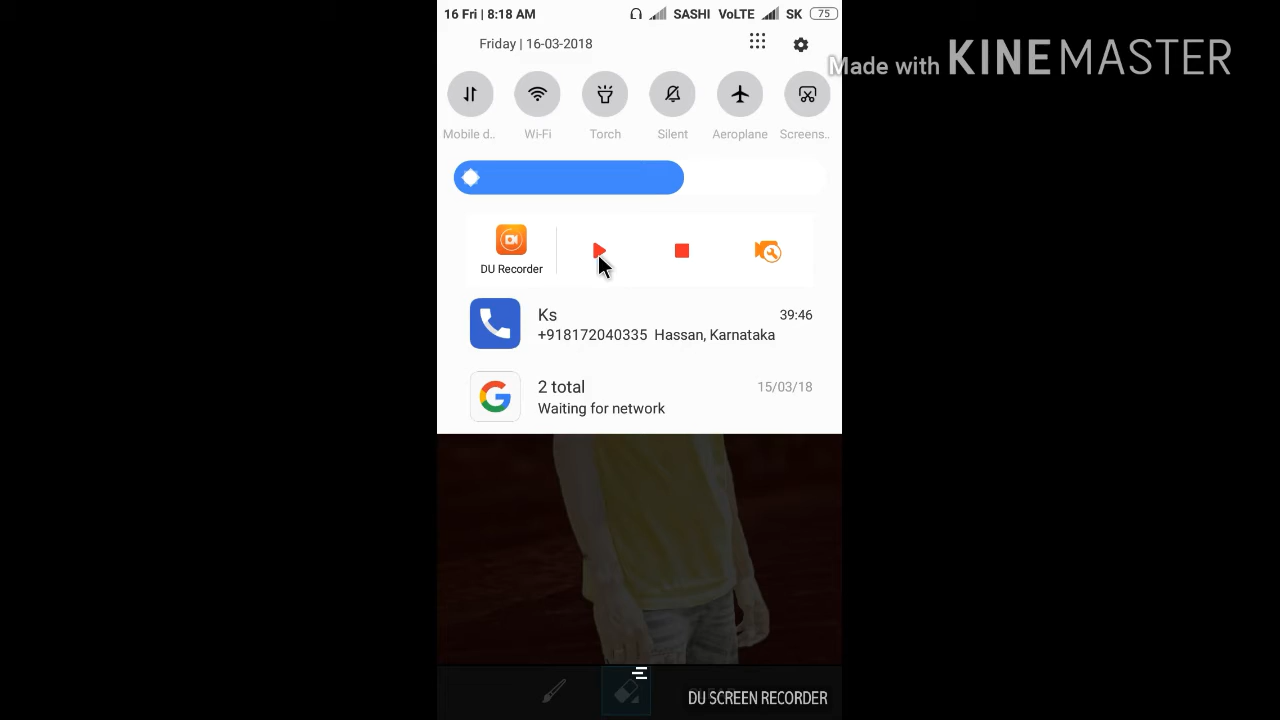 16 Fri | 8:18 AM SASHI VoLTE SK 75
Friday | 16-03-2018
Made with KINEMASTER
Mobile d.. Wi-Fi Torch Silent Aeroplane Screens..
DU Recorder
Ks 39:46
+918172040335 Hassan, Karnataka
2 total 15/03/18
Waiting for network
DU SCREEN RECORDER